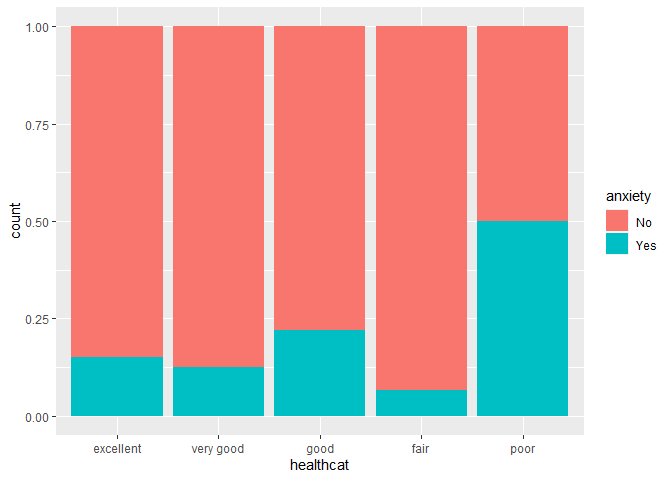 1.00
0.75
0.50
0.25
0.00
count
excellent
very good
good
fair
poor
healthcat
anxiety
No
Yes